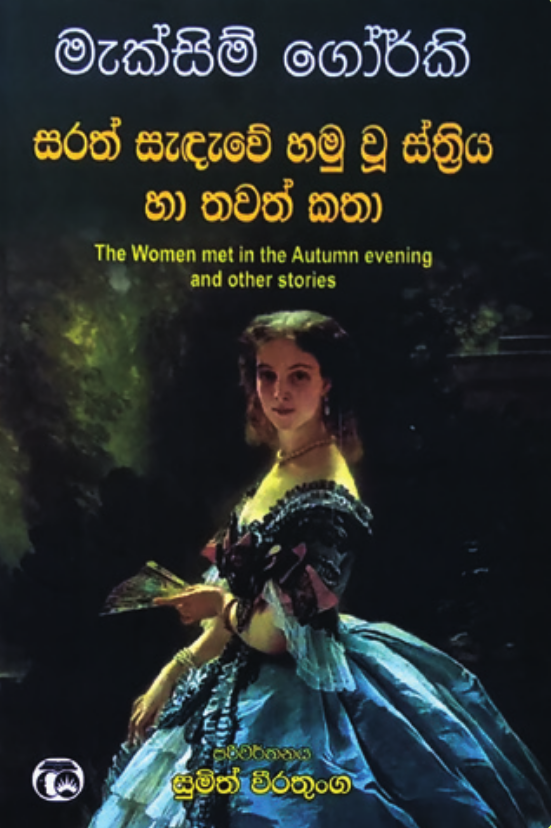 මැක්සිම් ගෝර්කි
සරත් සැඳෑවේ හමු වූ ස්ත්‍රිය
හා තවත් කතා
The Women met in the Autumn evening
and other stories
පරිවර්තනය
සුමිත් වීරතුංග